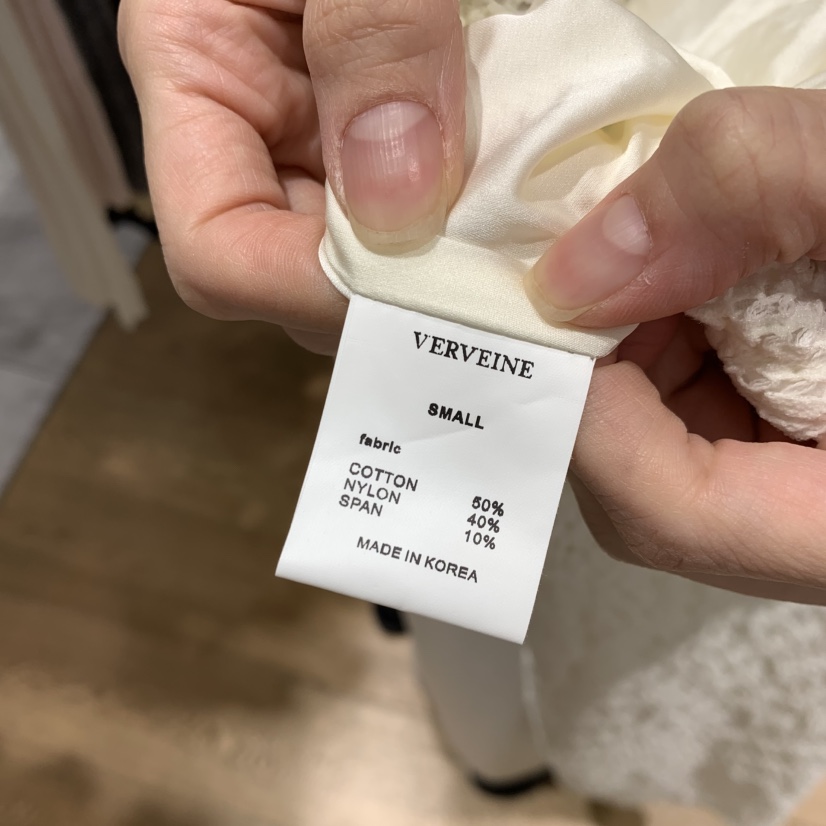 VERVEINE
SMALL
fabric
COTTON 50%
NYLON 40%
SPAN 10%
MADE IN KOREA